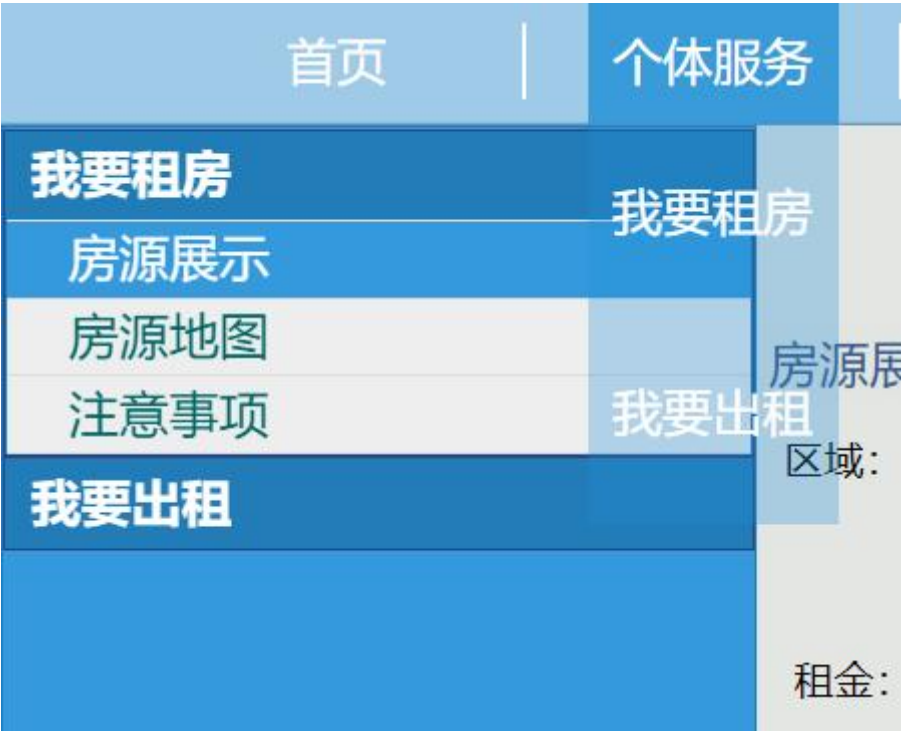 首页
个体服务
我要租房
房源展示
房源地图
注意事项
我要出租
我要租房
我要出租
房源展
区域：
租金：